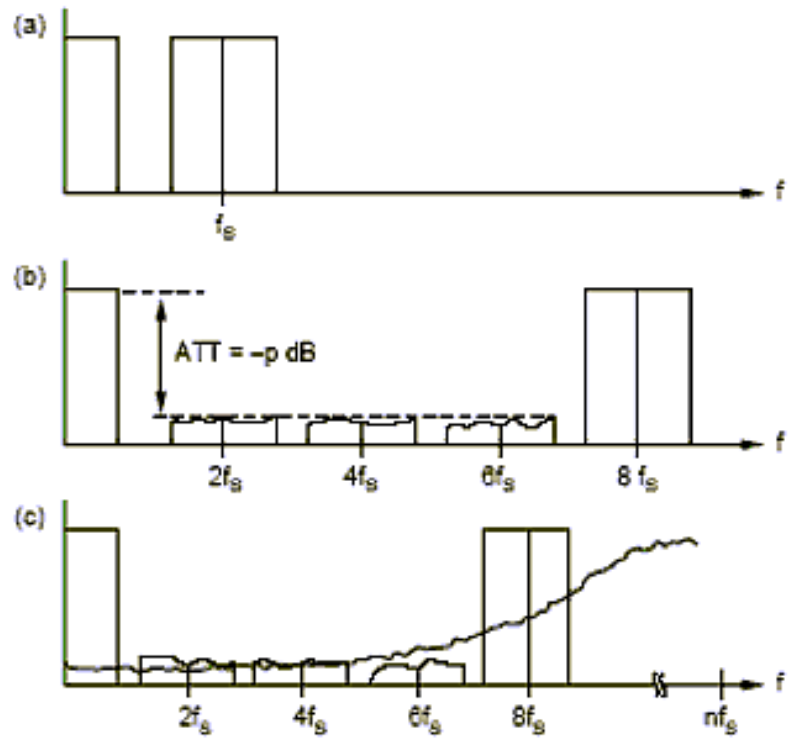 (a)
f
fs
(b)
ATT = –p dB
f
2fs 4fs 6fs 8 fs
(c)
f
2fs 4fs 6fs 8fs nfs